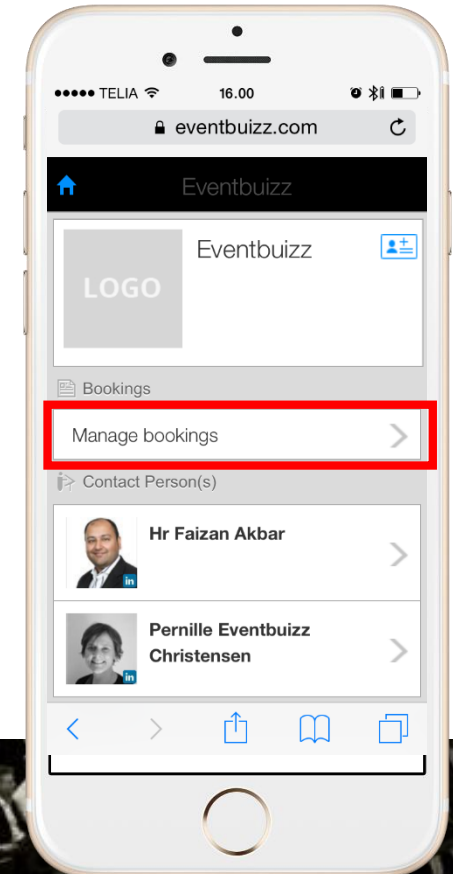 TELIA 16.00
eventbuizz.com
Eventbuizz
LOGO
Eventbuizz
Bookings
Manage bookings
Contact Person(s)
Hr Faizan Akbar
in
Pernille Eventbuizz
Christensen
in